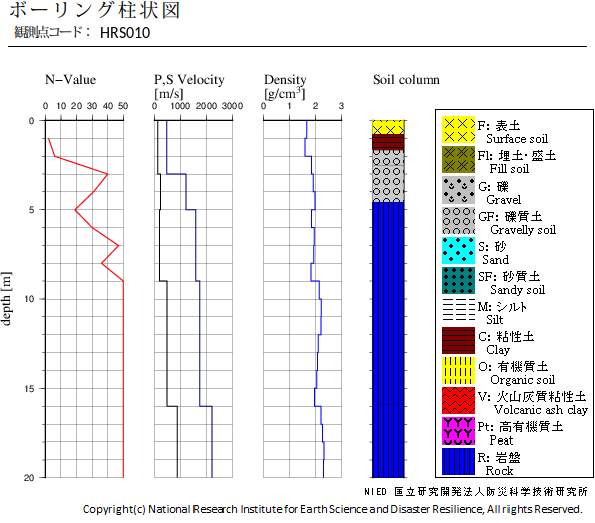 ボーリング柱状図
観測点コード： HRS010
N−Value P,S Velocity Density Soil column
[m/s] [g/cm³]
0 10 20 30 40 50 0 1000 2000 3000 0 1 2 3
0
5
10
15
20
depth [m]
F: 表土
Surface soil
Fl: 埋土・盛土
Fill soil
G: 礫
Gravel
GF: 礫質土
Gravelly soil
S: 砂
Sand
SF: 砂質土
Sandy soil
M: シルト
Silt
C: 粘性土
Clay
O: 有機質土
Organic soil
V: 火山灰質粘性土
Volcanic ash clay
Pt: 高有機質土
Peat
R: 岩盤
Rock
NIED 国立研究開発法人防災科学技術研究所
Copyright(c) National Research Institute for Earth Science and Disaster Resilience, All rights Reserved.